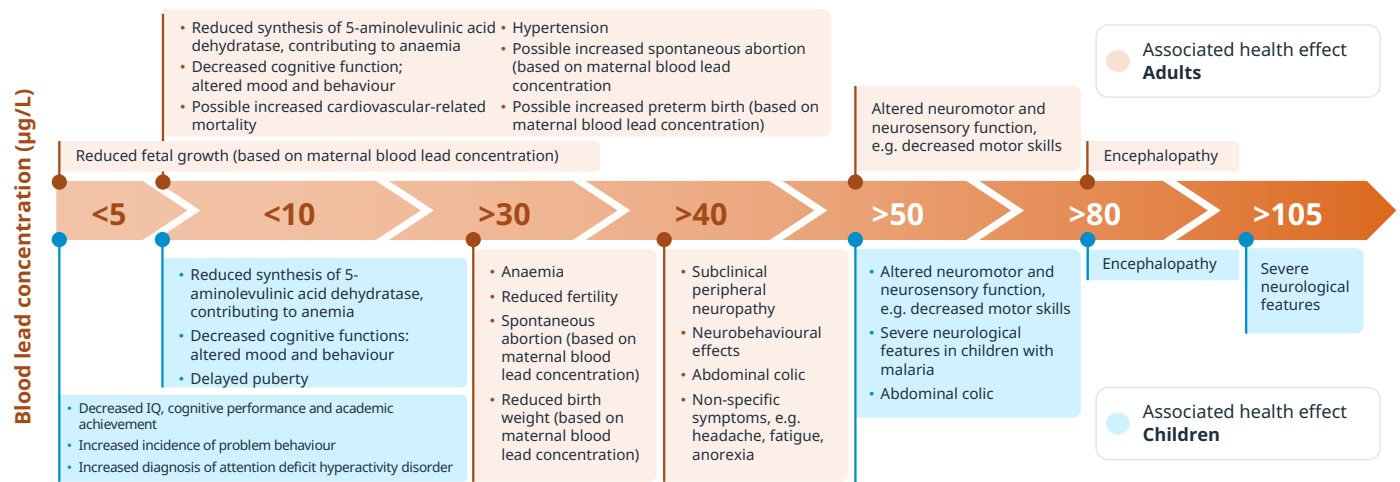 Blood lead concentration (µg/L)
• Reduced synthesis of 5-aminolevulinic acid
dehydratase, contributing to anaemia
• Decreased cognitive function;
altered mood and behaviour
• Possible increased cardiovascular-related
mortality
• Hypertension
• Possible increased spontaneous abortion
(based on maternal blood lead
concentration
• Possible increased preterm birth (based on
maternal blood lead concentration)
Associated health effect
Adults
Reduced fetal growth (based on maternal blood lead concentration)
Altered neuromotor and
neurosensory function,
e.g. decreased motor skills
Encephalopathy
<5
<10
>30
>40
>50
>80
>105
• Reduced synthesis of 5-
aminolevulinic acid dehydratase,
contributing to anemia
• Decreased cognitive functions:
altered mood and behaviour
• Delayed puberty
• Decreased IQ, cognitive performance and academic
achievement
• Increased incidence of problem behaviour
• Increased diagnosis of attention deficit hyperactivity disorder
• Anaemia
• Reduced fertility
• Spontaneous
abortion (based on
maternal blood
lead concentration)
• Reduced birth
weight (based on
maternal blood
lead concentration)
• Subclinical
peripheral
neuropathy
• Neurobehavioural
effects
• Abdominal colic
• Non-specific
symptoms, e.g.
headache, fatigue,
anorexia
• Altered neuromotor and
neurosensory function,
e.g. decreased motor skills
• Severe neurological
features in children with
malaria
• Abdominal colic
Encephalopathy
Severe
neurological
features
Associated health effect
Children